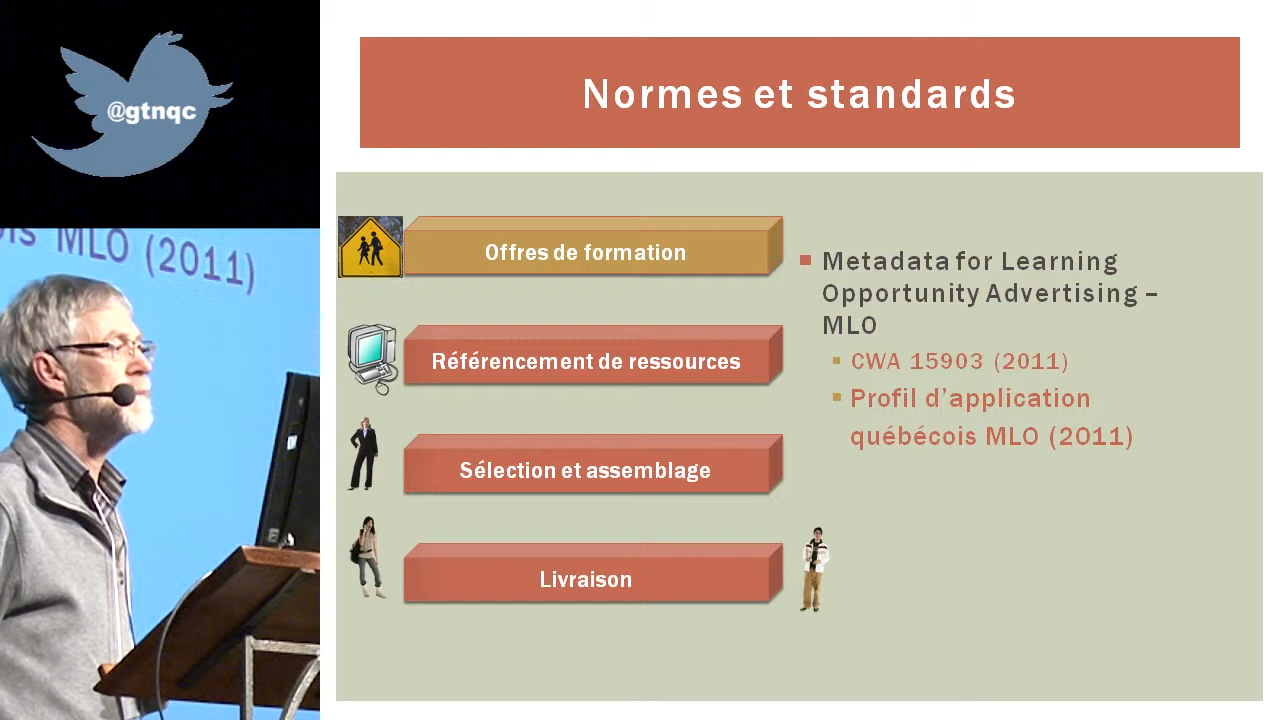 @gtnqc
Normes et standards
MLO (2011)
Offres de formation
Référencement de ressources
Sélection et assemblage
Livraison
Metadata for Learning
Opportunity Advertising –
MLO
CWA 15903 (2011)
Profil d’application
québécois MLO (2011)